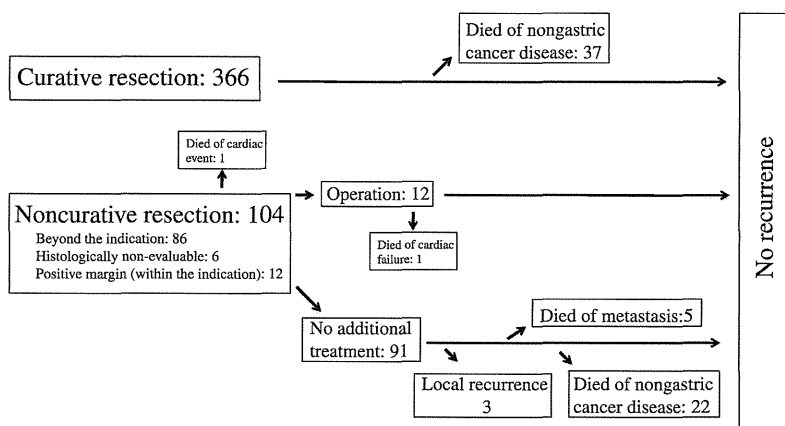 Died of nongastric
cancer disease: 37
Curative resection: 366
Died of cardiac
event: 1
Noncurative resection: 104
Beyond the indication: 86
Histologically non-evaluable: 6
Positive margin (within the indication): 12
Operation: 12
Died of cardiac
failure: 1
No additional
treatment: 91
Died of metastasis:5
Local recurrence
3
Died of nongastric
cancer disease: 22
No recurrence